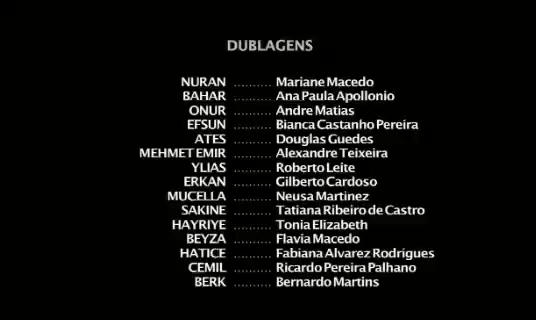 DUBLAGENS
NURAN .......... Mariane Macedo
BAHAR .......... Ana Paula Apollonio
ONUR .......... Andre Matias
EFSUN .......... Bianca Castanho Pereira
ATES .......... Douglas Guedes
MEHMET EMIR .......... Alexandre Teixeira
YLIAS .......... Roberto Leite
ERKAN .......... Gilberto Cardoso
MUCELLA .......... Neusa Martinez
SAKINE .......... Tatiana Ribeiro de Castro
HAYRIYE .......... Tonia Elizabeth
BEYZA .......... Flavia Macedo
HATICE .......... Fabiana Alvarez Rodrigues
CEMIL .......... Ricardo Pereira Palhano
BERK .......... Bernardo Martins